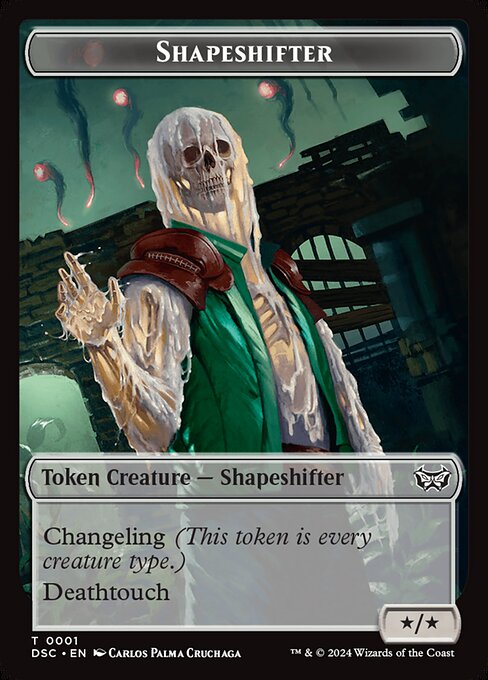 Shapeshifter
Token Creature — Shapeshifter
Changeling (This token is every
creature type.)
Deathtouch
★/★
T 0001
DSC • EN Carlos Palma Cruchaga
™ & © 2024 Wizards of the Coast